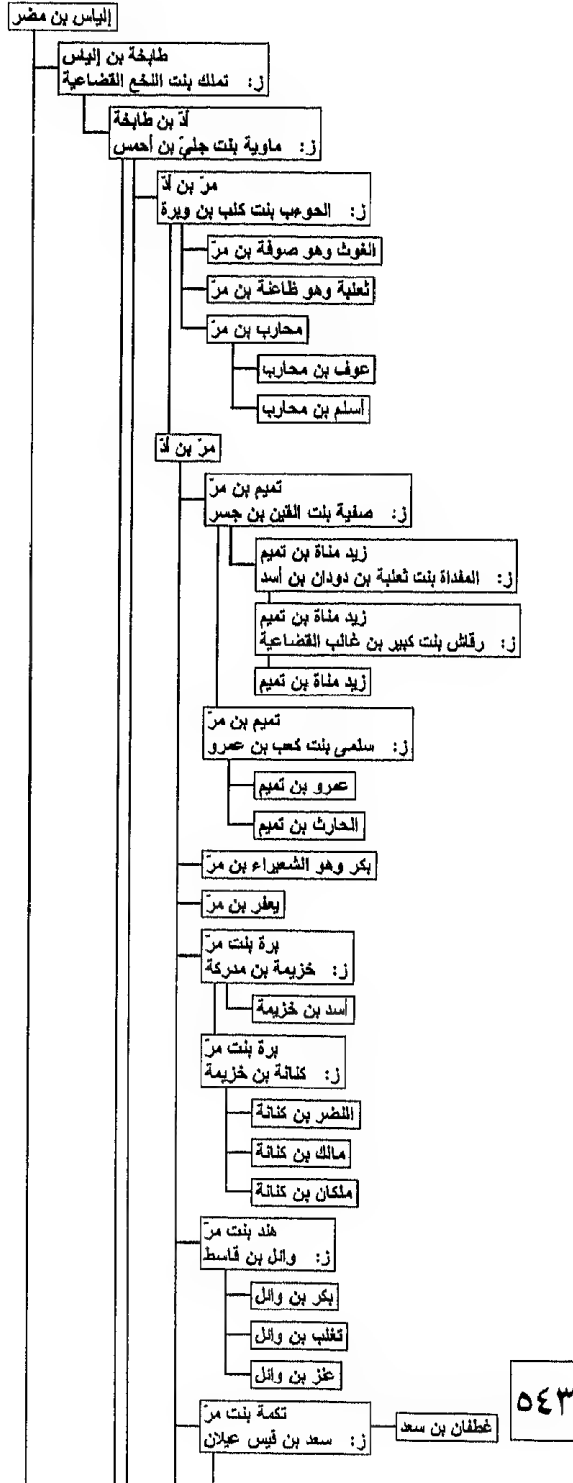 إلياس بن مضر
طابخة بن إلياس
ز: تملك بنت النخع القضاعية
أدّ بن طابخة
ز: ماوية بنت جليّ بن أحمس
مرّ بن أدّ
ز: الحوءب بنت كلب بن وبرة
الغوث وهو صوفة بن مرّ
ثعلبة وهو ظاعنة بن مرّ
محارب بن مرّ
عوف بن محارب
أسلم بن محارب
مرّ بن أدّ
تميم بن مرّ
ز: صفية بنت القين بن جسر
زيد مناة بن تميم
ز: المفداة بنت ثعلبة بن دودان بن أسد
زيد مناة بن تميم
ز: رقاش بنت كبير بن غالب القضاعية
زيد مناة بن تميم
تميم بن مرّ
ز: سلمى بنت كعب بن عمرو
عمرو بن تميم
الحارث بن تميم
بكر وهو الشعيراء بن مرّ
يعفر بن مرّ
برة بنت مرّ
ز: خزيمة بن مدركة
أسد بن خزيمة
برة بنت مرّ
ز: كنانة بن خزيمة
النضر بن كنانة
مالك بن كنانة
ملكان بن كنانة
هند بنت مرّ
ز: وائل بن قاسط
بكر بن وائل
تغلب بن وائل
عنز بن وائل
تكمة بنت مرّ
ز: سعد بن قيس عيلان
غطفان بن سعد
٥٤٣